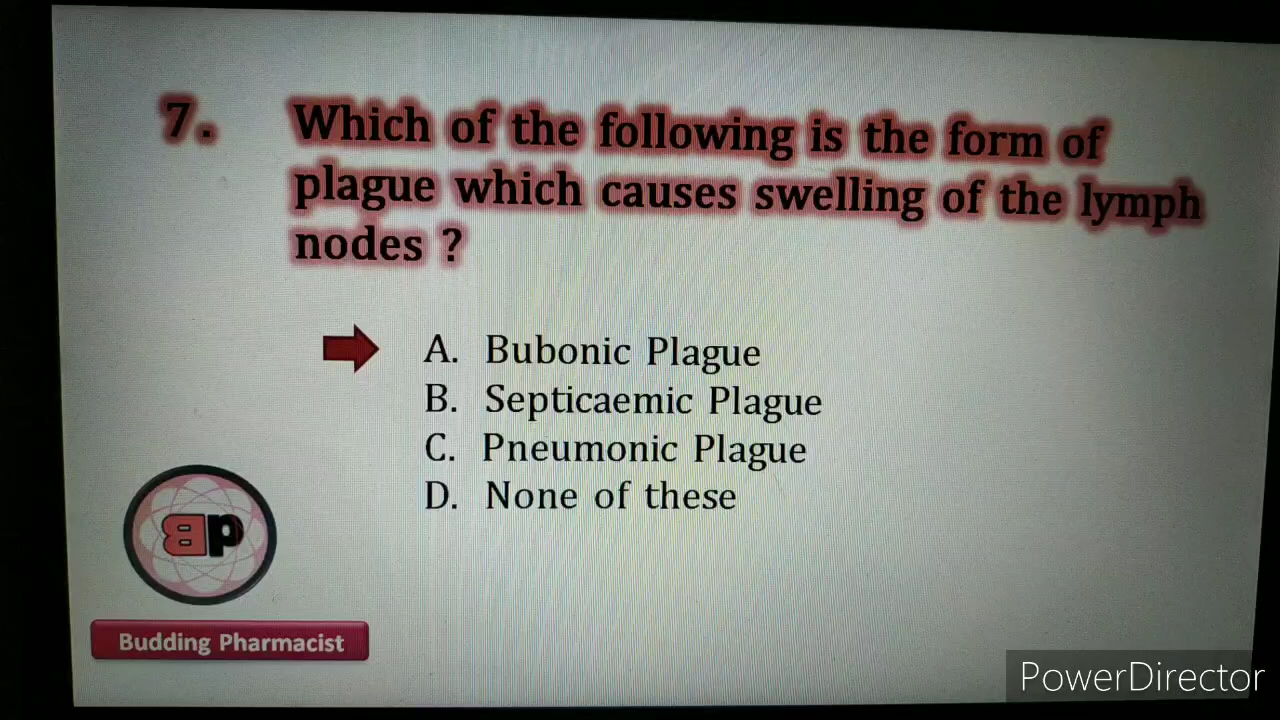 7. Which of the following is the form of
plague which causes swelling of the lymph
nodes ?
A. Bubonic Plague
B. Septicaemic Plague
C. Pneumonic Plague
D. None of these
BP
Budding Pharmacist
PowerDirector